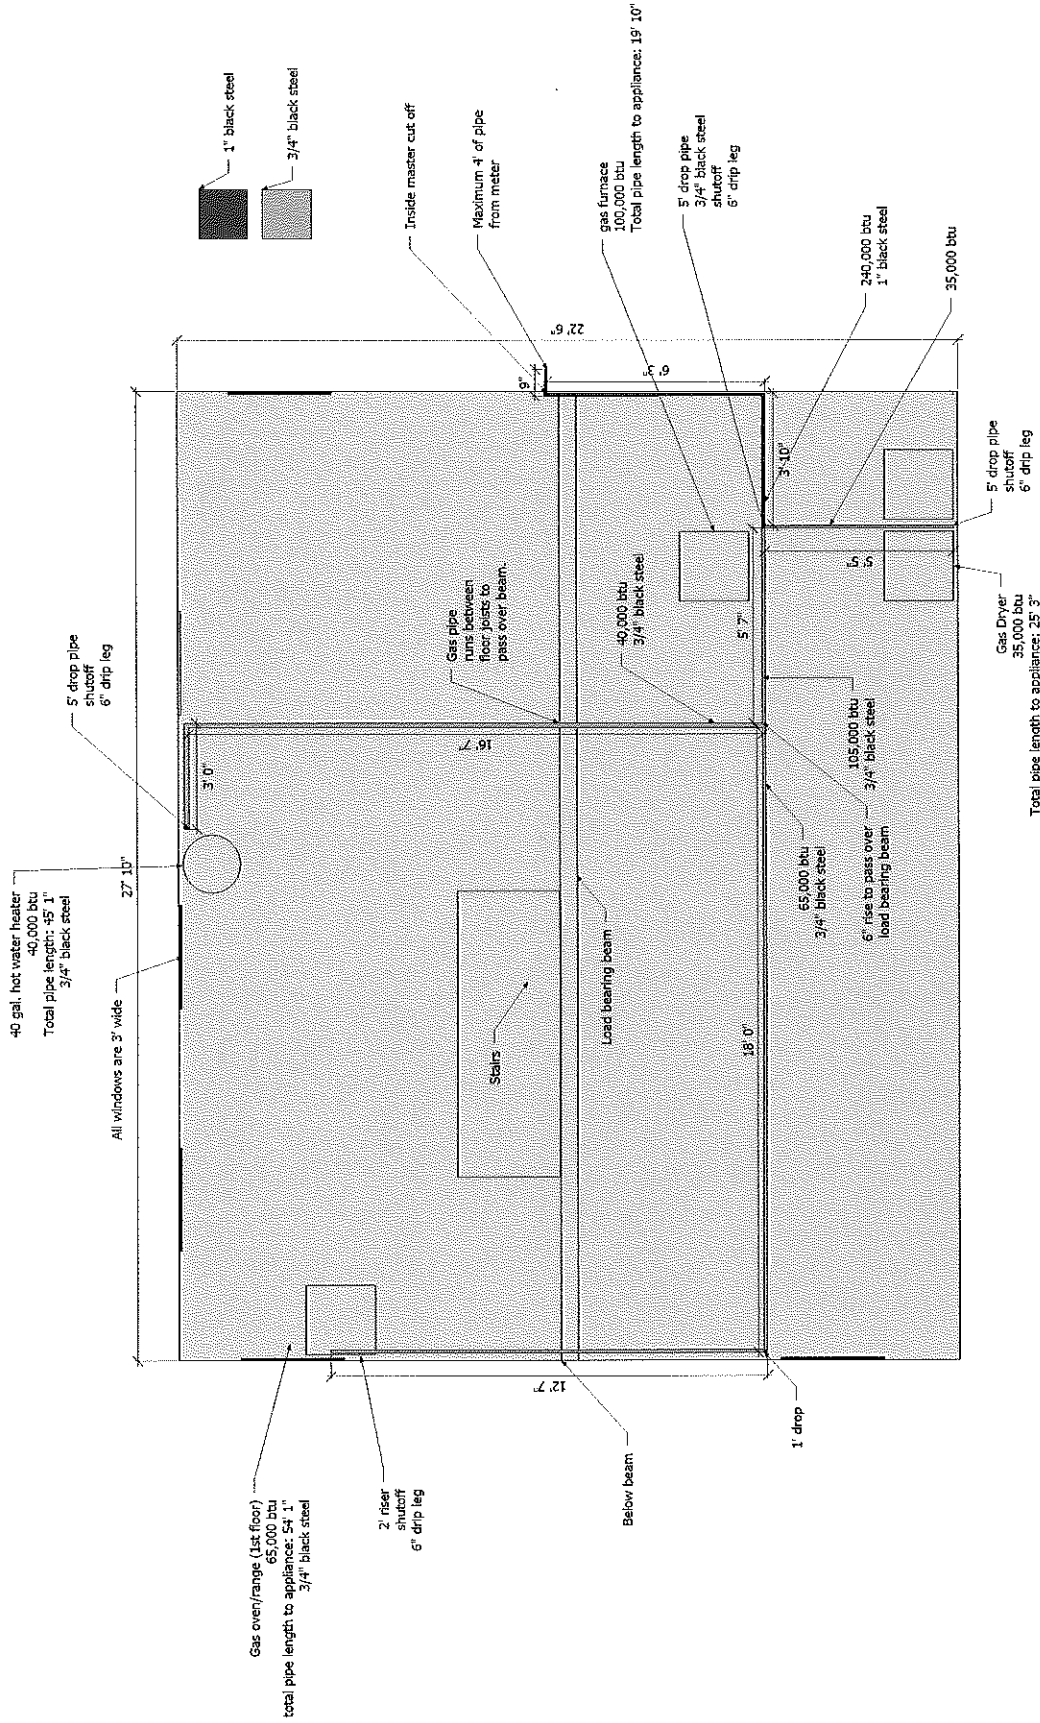 1" black steel
3/4" black steel
Inside master cut off
Maximum 4' of pipe
from meter
gas furnace
100,000 btu
Total pipe length to appliance: 19' 10"
5' drop pipe
3/4" black steel
shutoff
6" drip leg
240,000 btu
1" black steel
35,000 btu
22' 6"
9"
6' 3"
3' 10"
5' drop pipe
shutoff
6" drip leg
5' 5"
Gas Dryer
35,000 btu
Total pipe length to appliance: 25' 3"
5' drop pipe
shutoff
6" drip leg
Gas pipe
runs between
floor joists to
pass over beam.
40,000 btu
3/4" black steel
5' 7"
16' 7"
3' 0"
105,000 btu
3/4" black steel
65,000 btu
3/4" black steel
6" rise to pass over
load bearing beam
40 gal. hot water heater
40,000 btu
Total pipe length: 45' 1"
3/4" black steel
27' 10"
All windows are 3' wide
Stairs
Load bearing beam
18' 0"
Gas oven/range (1st floor)
65,000 btu
total pipe length to appliance: 54' 1"
3/4" black steel
2' riser
shutoff
6" drip leg
12' 7"
Below beam
1' drop